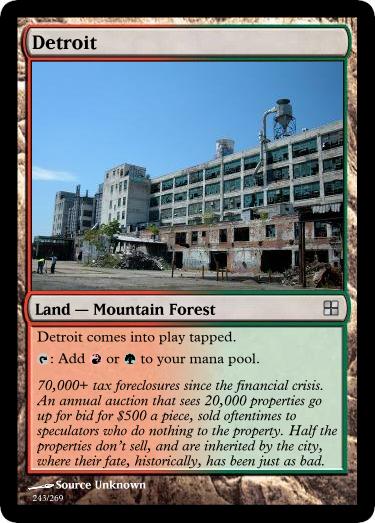 Detroit
Land — Mountain Forest
Detroit comes into play tapped.
: Add or to your mana pool.
70,000+ tax foreclosures since the financial crisis.
An annual auction that sees 20,000 properties go
up for bid for $500 a piece, sold oftentimes to
speculators who do nothing to the property. Half the
properties don't sell, and are inherited by the city,
where their fate, historically, has been just as bad.
Source Unknown
243/269